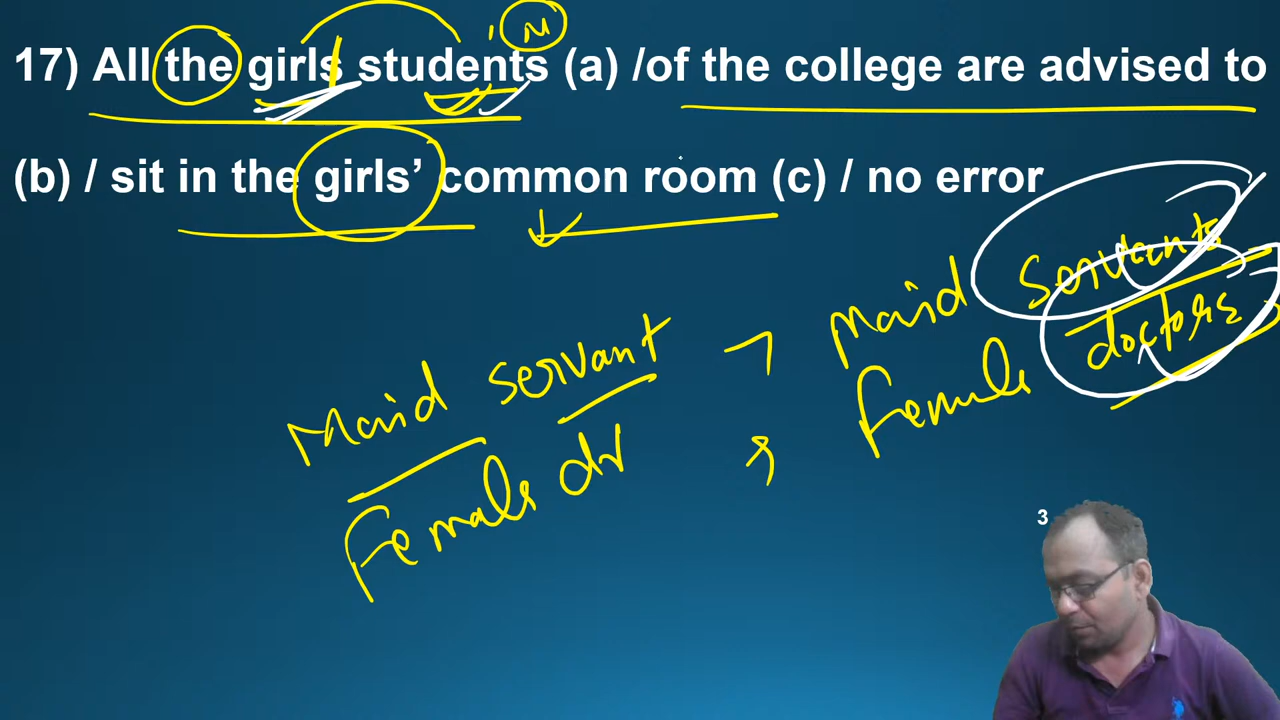 17) All the girls students (a) /of the college are advised to
(b) / sit in the girls' common room (c) / no error
N
Maid servant , Maid servants
Female dr , Female doctors
3